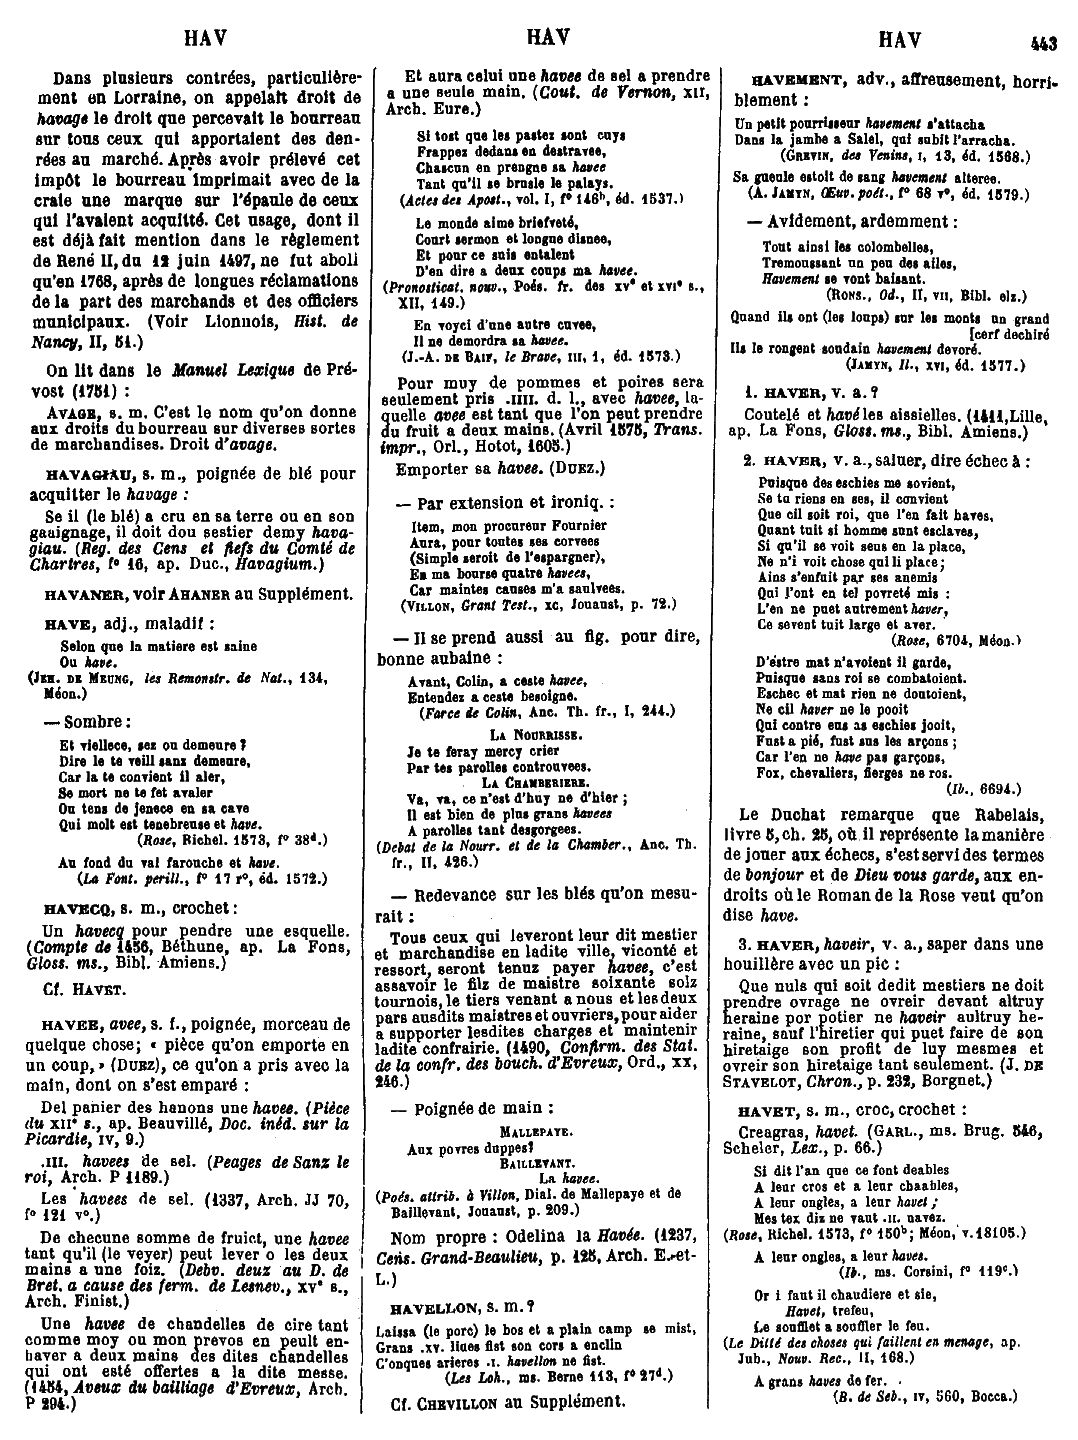 HAV
HAV
HAV
443
Dans plusieurs contrées, particulière-
ment en Lorraine, on appelait droit de
havage le droit que percevait le bourreau
sur tous ceux qui apportaient des den-
rées au marché. Après avoir prélevé cet
impôt le bourreau imprimait avec de la
craie une marque sur l'épaule de ceux
qui l'avaient acquitté. Cet usage, dont il
est déjà fait mention dans le règlement
de René II, du 12 juin 1497, ne fut aboli
qu'en 1768, après de longues réclamations
de la part des marchands et des officiers
municipaux. (Voir Lionnois, Hist. de
Nancy, II, 51.)
On lit dans le Manuel Lexique de Pré-
vost (1751) :
AVAGE, s. m. C'est le nom qu'on donne
aux droits du bourreau sur diverses sortes
de marchandises. Droit d'avage.
HAVAGIAU, s. m., poignée de blé pour
acquitter le havage :
Se il (le blé) a cru en sa terre ou en son
gauignage, il doit dou sestier demy hava-
giau. (Reg. des Cens et fiefs du Comté de
Chartres, f° 16, ap. Duc., Havagium.)
HAVANER, voir AHANER au Supplément.
HAVE, adj., maladif :
Selon que la matiere est saine
Ou have.
(JEH. DE MEUNG, les Remonstr. de Nat., 134,
Méon.)
— Sombre :
Et viellece, sez ou demeure ?
Dire le te veill sanz demeure,
Car la te convient il aler,
Se mort ne te fet avaler
Ou tens de jenece en sa cave
Qui molt est tenebreuse et have.
(Rose, Richel. 1573, f° 38d.)
Au fond du val farouche et have.
(La Font. perill., f° 17 r°, éd. 1572.)
HAVECQ, s. m., crochet :
Un havecq pour pendre une esquelle.
(Compte de 1456, Béthune, ap. La Fons,
Gloss. ms., Bibl. Amiens.)
Cf. HAVET.
HAVEE, avee, s. f., poignée, morceau de
quelque chose; « pièce qu'on emporte en
un coup, » (DUEZ), ce qu'on a pris avec la
main, dont on s'est emparé :
Del panier des hanons une havee. (Pièce
du XIIe s., ap. Beauvillé, Doc. inéd. sur la
Picardie, IV, 9.)
.III. havees de sel. (Peages de Sanz le
roi, Arch. P 1189.)
Les havees de sel. (1337, Arch. JJ 70,
f° 121 v°.)
De checune somme de fruict, une havee
tant qu'il (le veyer) peut lever o les deux
mains a une foiz. (Debv. deuz au D. de
Bret. a cause des ferm. de Lesnev., XVe s.,
Arch. Finist.)
Une havee de chandelles de cire tant
comme moy ou mon prevos en peult en-
haver a deux mains des dites chandelles
qui ont esté offertes a la dite messe.
(1454, Aveux du bailliage d'Evreux, Arch.
P 294.)
Et aura celui une havee de sel a prendre
a une seule main. (Cout. de Vernon, XII,
Arch. Eure.)
Si tost que les pastez sont cuys
Frappez dedans en destravee,
Chascun en prengne sa havee
Tant qu'il se brusle le palays.
(Actes des Apost., vol. I, f° 146b, éd. 1537.)
Le monde aime briefveté,
Court sermon et longue disnee,
Et pour ce suis entalent
D'en dire a deux coups ma havee.
(Pronosticat. nouv., Poés. fr. des XVe et XVIe s.,
XII, 149.)
En voyci d'une autre cuvee,
Il ne demordra sa havee.
(J.-A. DE BAIF, le Brave, III, 1, éd. 1573.)
Pour muy de pommes et poires sera
seulement pris .IIII. d. l., avec havee, la-
quelle avee est tant que l'on peut prendre
du fruit a deux mains. (Avril 1575, Trans.
impr., Orl., Hotot, 1605.)
Emporter sa havee. (DUEZ.)
— Par extension et ironiq. :
Item, mon procureur Fournier
Aura, pour toutes ses corvees
(Simple seroit de l'espargner),
En ma bourse quatre havees,
Car maintes causes m'a saulvees.
(VILLON, Grant Test., XC, Jouaust, p. 72.)
— Il se prend aussi au fig. pour dire,
bonne aubaine :
Avant, Colin, a ceste havee,
Entendez a ceste besoigne.
(Farce de Colin, Anc. Th. fr., I, 244.)
LA NOURRISSE.
Je te feray mercy crier
Par tes parolles controuvees.
LA CHAMBERIERE.
Va, va, ce n'est d'huy ne d'hier ;
Il est bien de plus grans havees
A parolles tant desgorgees.
(Debat de la Nourr. et de la Chamber., Anc. Th.
fr., II, 426.)
— Redevance sur les blés qu'on mesu-
rait :
Tous ceux qui leveront leur dit mestier
et marchandise en ladite ville, viconté et
ressort, seront tenuz payer havee, c'est
assavoir le filz de maistre soixante solz
tournois, le tiers venant a nous et les deux
pars ausdits maistres et ouvriers, pour aider
a supporter lesdites charges et maintenir
ladite confrairie. (1490, Confirm. des Stat.
de la confr. des bouch. d'Evreux, Ord., XX,
246.)
— Poignée de main :
MALLEPAYE.
Aux povres duppes?
BAILLEVANT.
La havee.
(Poés. attrib. à Villon, Dial. de Mallepaye et de
Baillevant, Jouaust, p. 209.)
Nom propre : Odelina la Havée. (1237,
Cens. Grand-Beaulieu, p. 125, Arch. E.-et-
L.)
HAVELLON, s. m. ?
Laissa (le porc) le bos et a plain camp se mist,
Grans .XV. liues fist son cors a enclin
C'onques arieres .I. havellon ne fist.
(Les Loh., ms. Berne 113, f° 27d.)
Cf. CHEVILLON au Supplément.
HAVEMENT, adv., affreusement, horri-
blement :
Un petit pourrisseur havement s'attacha
Dans la jambe a Salel, qui subit l'arracha.
(GREVIN, des Venins, I, 13, éd. 1568.)
Sa gueule estoit de sang havement alteree.
(A. JAMYN, Œuv. poét., f° 68 v°, éd. 1579.)
— Avidement, ardemment :
Tout ainsi les colombelles,
Tremoussant un peu des ailes,
Havement se vont baisant.
(RONS., Od., II, VII, Bibl. elz.)
Quand ils ont (les loups) sur les monts un grand
[cerf dechiré
Ils le rongent soudain havement devoré.
(JAMYN, Il., XVI, éd. 1577.)
1. HAVER, v. a. ?
Coutelé et havé les aissielles. (1411, Lille,
ap. La Fons, Gloss. ms., Bibl. Amiens.)
2. HAVER, v. a., saluer, dire échec à :
Puisque des eschies me sovient,
Se tu riens en ses, il convient
Que cil soit roi, que l'en fait haves,
Quant tuit si homme sunt esclaves,
Si qu'il se voit seus en la place,
Ne n'i voit chose qui li place ;
Ains s'enfuit par ses anemis
Qui l'ont en tel povreté mis :
L'en ne puet autrement haver,
Ce sevent tuit large et aver.
(Rose, 6704, Méon.)
D'estre mat n'avoient il garde,
Puisque sans roi se combatoient.
Eschec et mat rien ne doutoient,
Ne cil haver ne le pooit
Qui contre eus as eschies jooit,
Fust a pié, fust sus les arçons ;
Car l'en ne have pas garçons,
Fox, chevaliers, fierges ne ros.
(Ib., 6694.)
Le Duchat remarque que Rabelais,
livre 5, ch. 25, où il représente la manière
de jouer aux échecs, s'est servi des termes
de bonjour et de Dieu vous garde, aux en-
droits où le Roman de la Rose veut qu'on
dise have.
3. HAVER, haveir, v. a., saper dans une
houillère avec un pic :
Que nuls qui soit dedit mestiers ne doit
prendre ovrage ne ovreir devant altruy
heraine por potier ne haveir aultruy he-
raine, sauf l'hiretier qui puet faire de son
hiretaige son profit de luy mesmes et
ovreir son hiretaige tant seulement. (J. DE
STAVELOT, Chron., p. 232, Borgnet.)
HAVET, s. m., croc, crochet :
Creagras, havet. (GARL., ms. Brug. 546,
Scheler, Lex., p. 66.)
Si dit l'an que ce font deables
A leur cros et a leur chaables,
A leur ongles, a leur havet ;
Mes tex diz ne vaut .II. navez.
(Rose, Richel. 1573, f° 150b; Méon, v. 18105.)
A leur ongles, a leur haves.
(Ib., ms. Corsini, f° 119c.)
Or i faut il chaudiere et sie,
Havet, trefeu,
Le soufflet a souffler le feu.
(Le Ditté des choses qui faillent en menage, ap.
Jub., Nouv. Rec., II, 168.)
A grans haves de fer.
(B. de Seb., IV, 560, Bocca.)